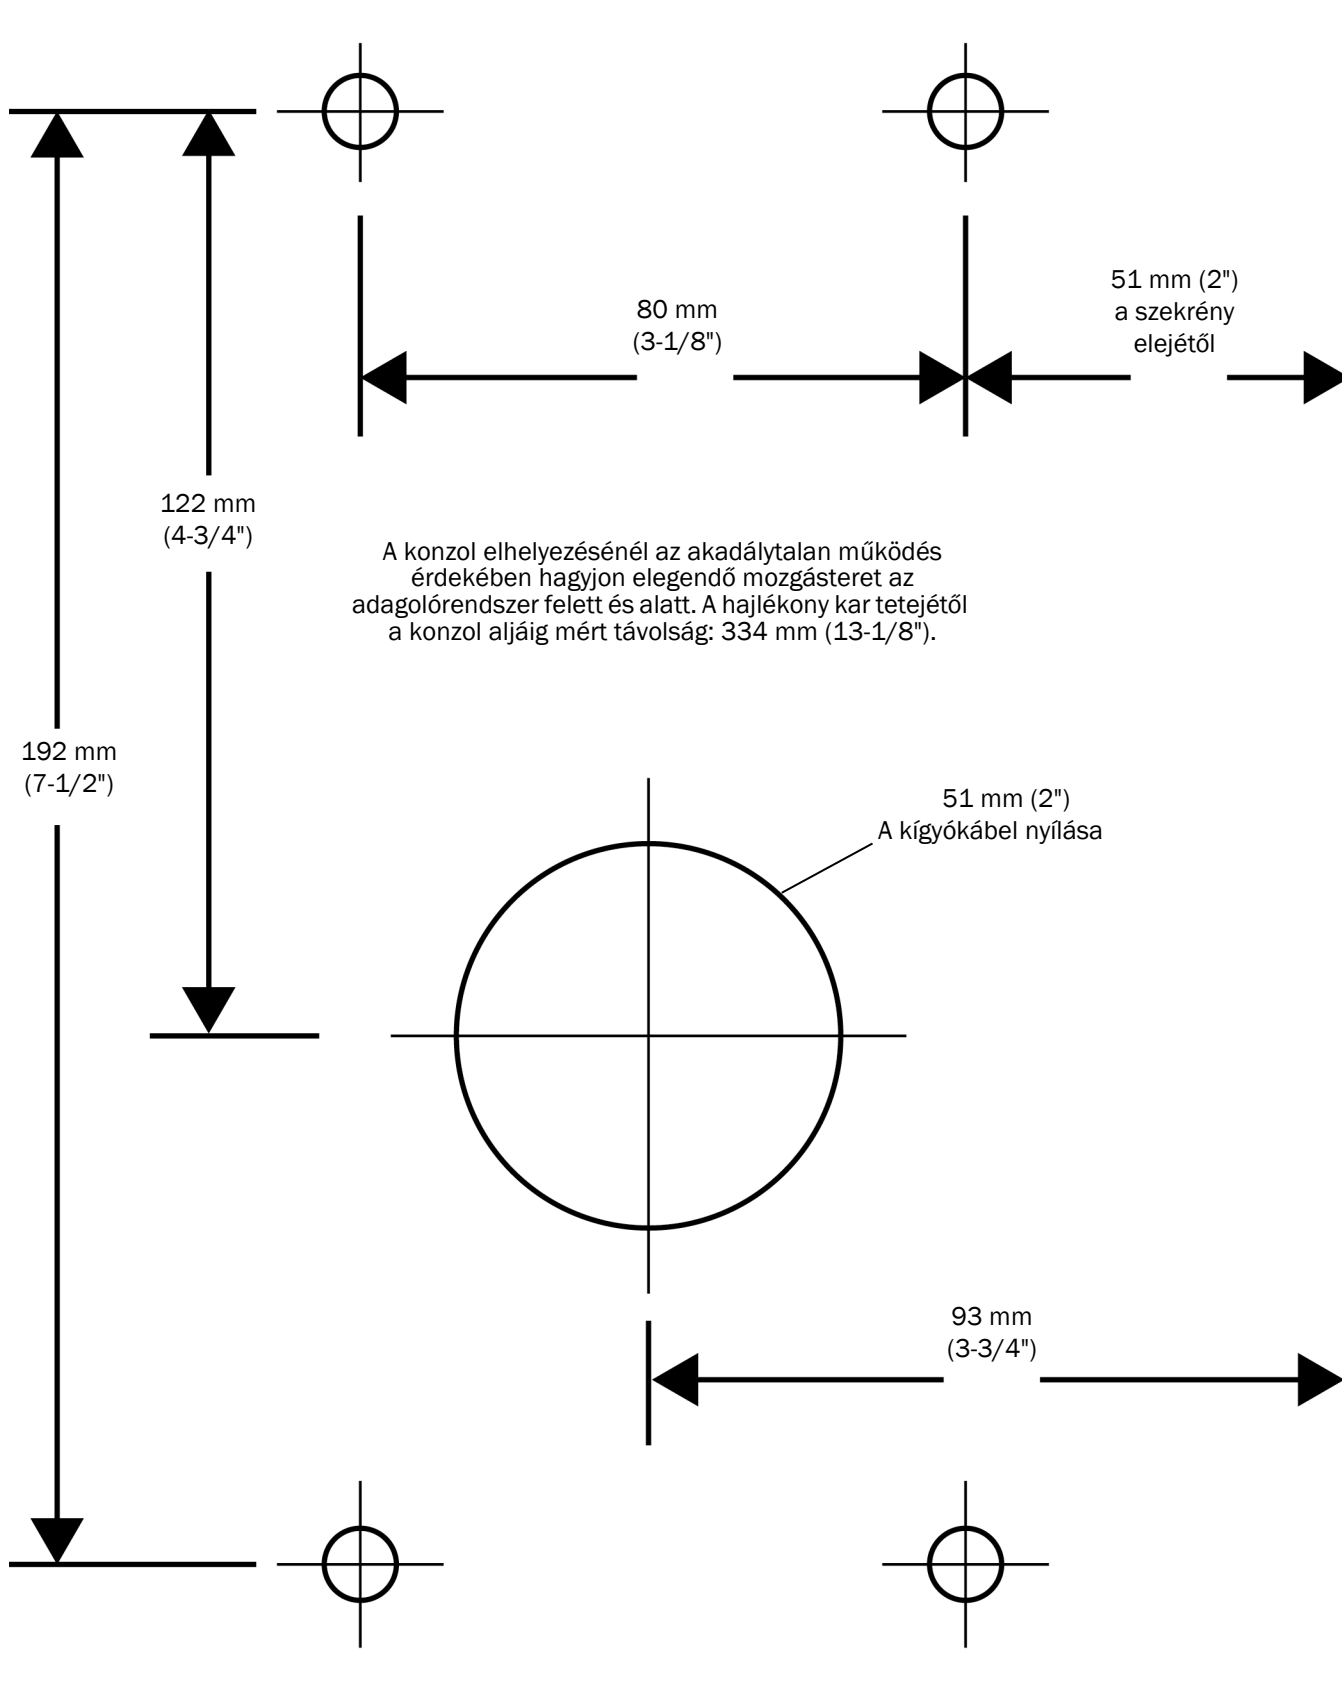 51 mm (2")
a szekrény
elejétől
80 mm
(3-1/8")
122 mm
(4-3/4")
A konzol elhelyezésénél az akadálytalan működés
érdekében hagyjon elegendő mozgásteret az
adagolórendszer felett és alatt. A hajlékony kar tetejétől
a konzol aljáig mért távolság: 334 mm (13-1/8").
192 mm
(7-1/2")
51 mm (2")
A kígyókábel nyílása
93 mm
(3-3/4")